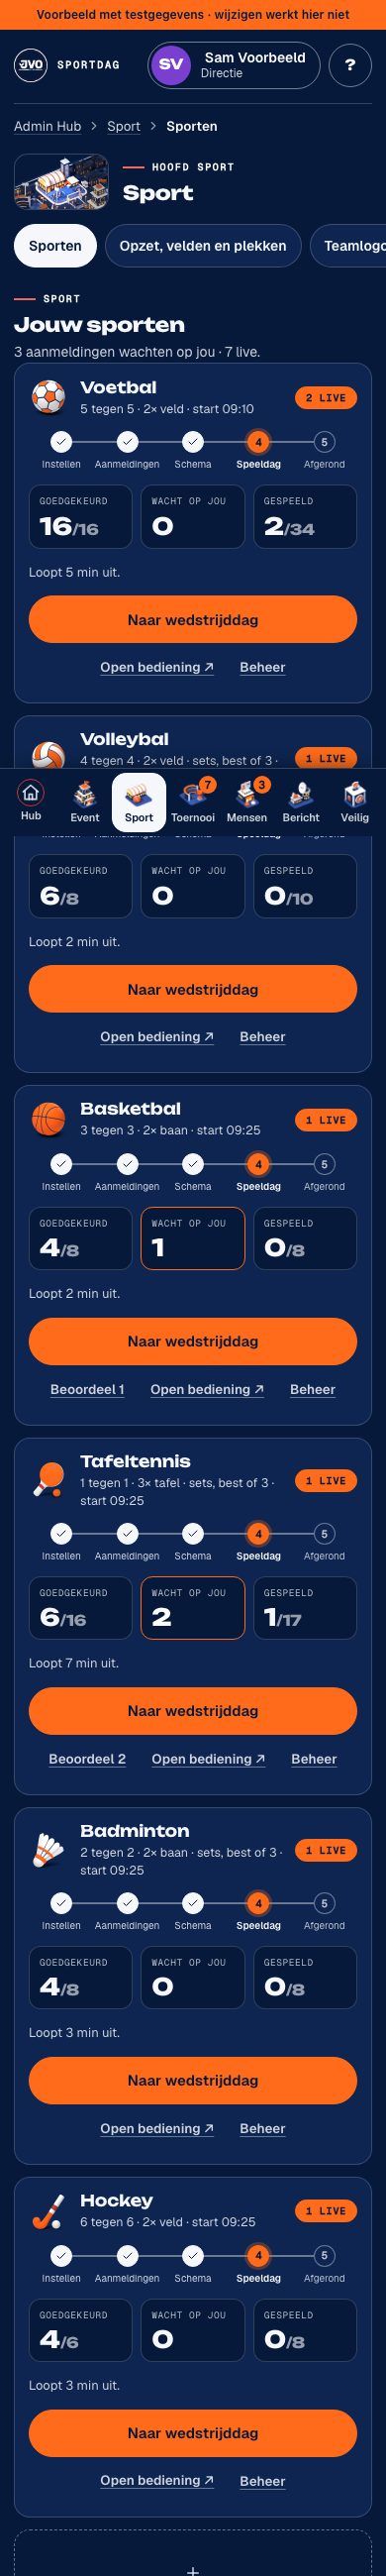 Voorbeeld met testgegevens · wijzigen werkt hier niet
JVO SPORTDAG
SV Sam Voorbeeld
Directie
?
Admin Hub > Sport > Sporten
HOOFD SPORT
Sport
Sporten Opzet, velden en plekken Teamlogo
SPORT
Jouw sporten
3 aanmeldingen wachten op jou · 7 live.
Voetbal
5 tegen 5 · 2× veld · start 09:10
2 LIVE
4 5
Instellen Aanmeldingen Schema Speeldag Afgerond
GOEDGEKEURD WACHT OP JOU GESPEELD
16/16 0 2/34
Loopt 5 min uit.
Naar wedstrijddag
Open bediening ↗ Beheer
Volleybal
4 tegen 4 · 2× veld · sets, best of 3 ·
1 LIVE
7 3
Hub Event Sport Toernooi Mensen Bericht Veilig
GOEDGEKEURD WACHT OP JOU GESPEELD
6/8 0 0/10
Loopt 2 min uit.
Naar wedstrijddag
Open bediening ↗ Beheer
Basketbal
3 tegen 3 · 2× baan · start 09:25
1 LIVE
4 5
Instellen Aanmeldingen Schema Speeldag Afgerond
GOEDGEKEURD WACHT OP JOU GESPEELD
4/8 1 0/8
Loopt 2 min uit.
Naar wedstrijddag
Beoordeel 1 Open bediening ↗ Beheer
Tafeltennis
1 tegen 1 · 3× tafel · sets, best of 3 ·
start 09:25
1 LIVE
4 5
Instellen Aanmeldingen Schema Speeldag Afgerond
GOEDGEKEURD WACHT OP JOU GESPEELD
6/16 2 1/17
Loopt 7 min uit.
Naar wedstrijddag
Beoordeel 2 Open bediening ↗ Beheer
Badminton
2 tegen 2 · 2× baan · sets, best of 3 ·
start 09:25
1 LIVE
4 5
Instellen Aanmeldingen Schema Speeldag Afgerond
GOEDGEKEURD WACHT OP JOU GESPEELD
4/8 0 0/8
Loopt 3 min uit.
Naar wedstrijddag
Open bediening ↗ Beheer
Hockey
6 tegen 6 · 2× veld · start 09:25
1 LIVE
4 5
Instellen Aanmeldingen Schema Speeldag Afgerond
GOEDGEKEURD WACHT OP JOU GESPEELD
4/6 0 0/8
Loopt 3 min uit.
Naar wedstrijddag
Open bediening ↗ Beheer
+